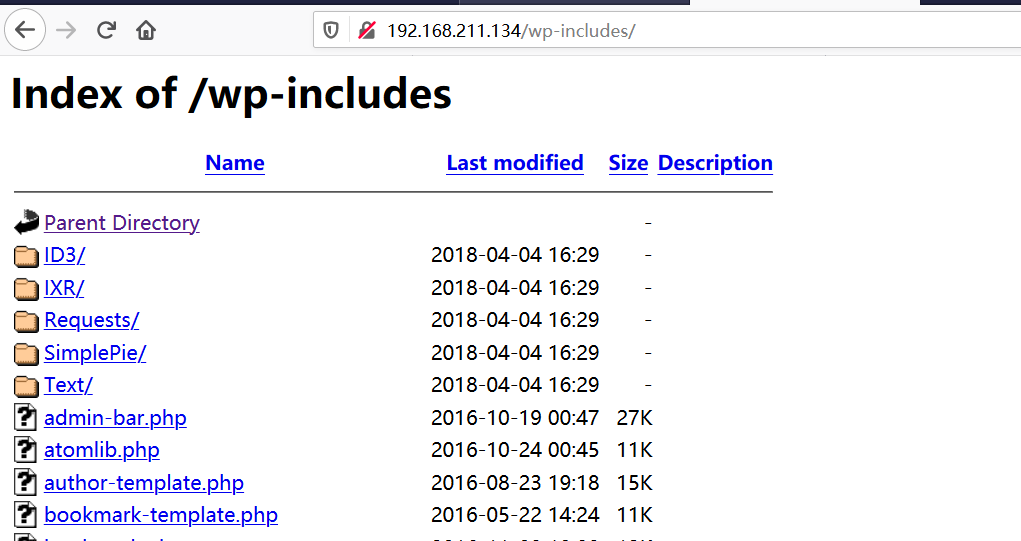 192.168.211.134/wp-includes/
Index of /wp-includes
Name Last modified Size Description
Parent Directory -
ID3/ 2018-04-04 16:29 -
IXR/ 2018-04-04 16:29 -
Requests/ 2018-04-04 16:29 -
SimplePie/ 2018-04-04 16:29 -
Text/ 2018-04-04 16:29 -
admin-bar.php 2016-10-19 00:47 27K
atomlib.php 2016-10-24 00:45 11K
author-template.php 2016-08-23 19:18 15K
bookmark-template.php 2016-05-22 14:24 11K